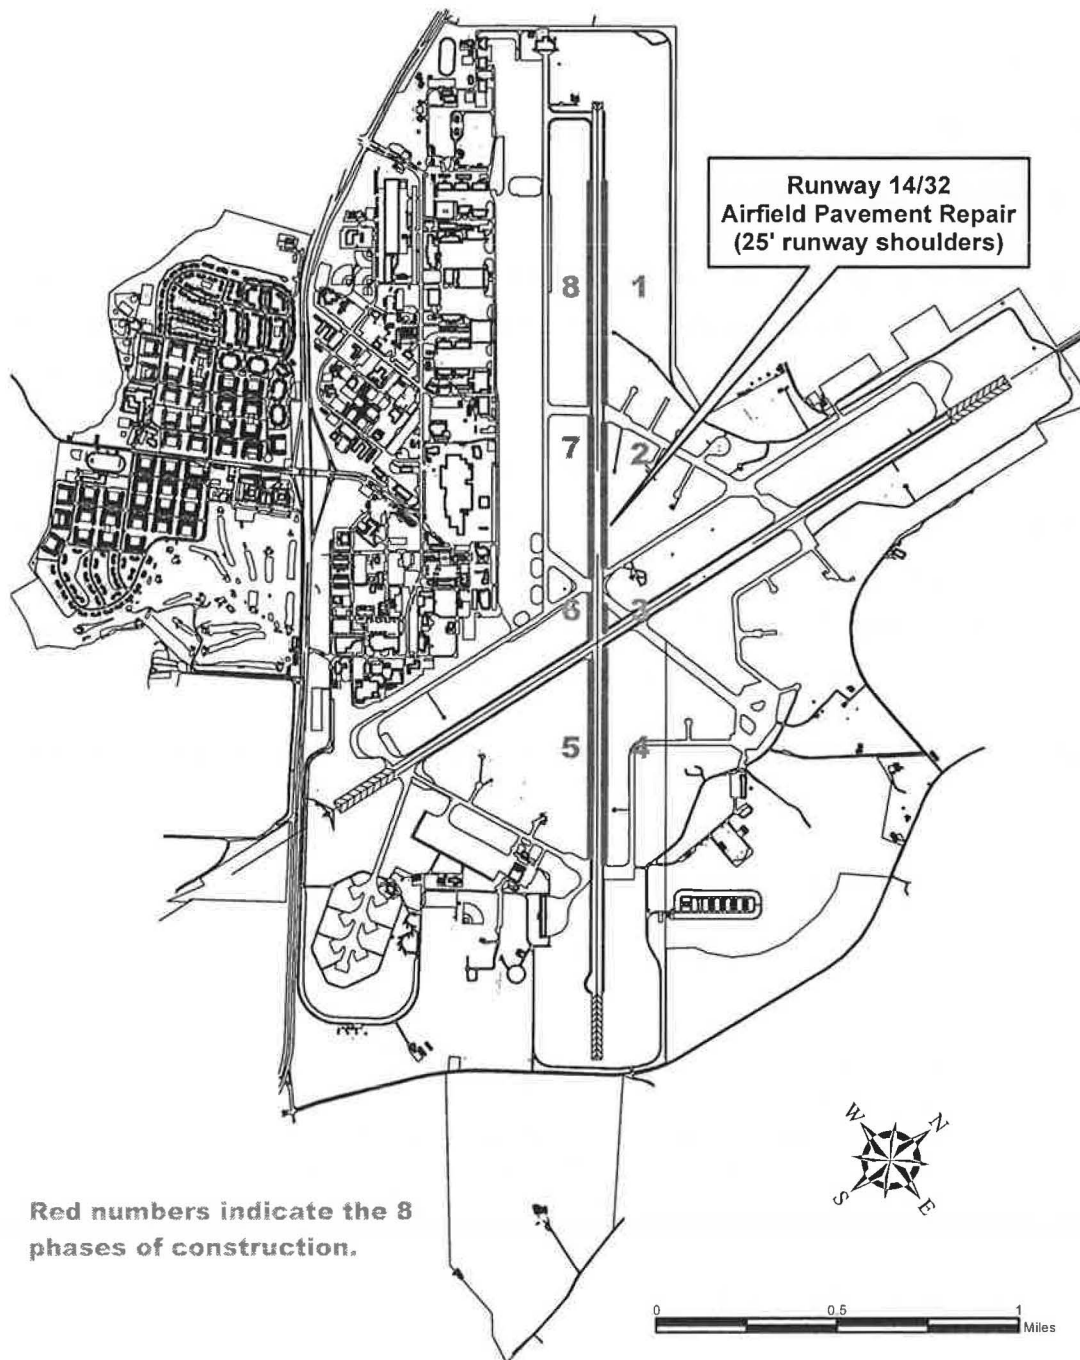 Runway 14/32
Airfield Pavement Repair
(25' runway shoulders)
8
1
7
2
6
3
5
4
W
N
S
E
Red numbers indicate the 8
phases of construction.
0
0.5
1
Miles